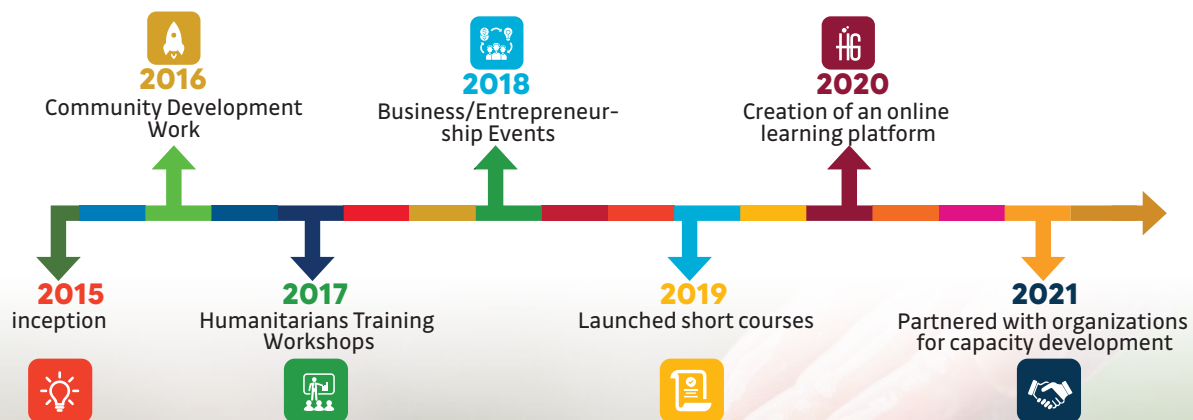 2016
Community Development
Work
2018
Business/Entrepreneur-
ship Events
HG
2020
Creation of an online
learning platform
2015
inception
2017
Humanitarians Training
Workshops
2019
Launched short courses
2021
Partnered with organizations
for capacity development